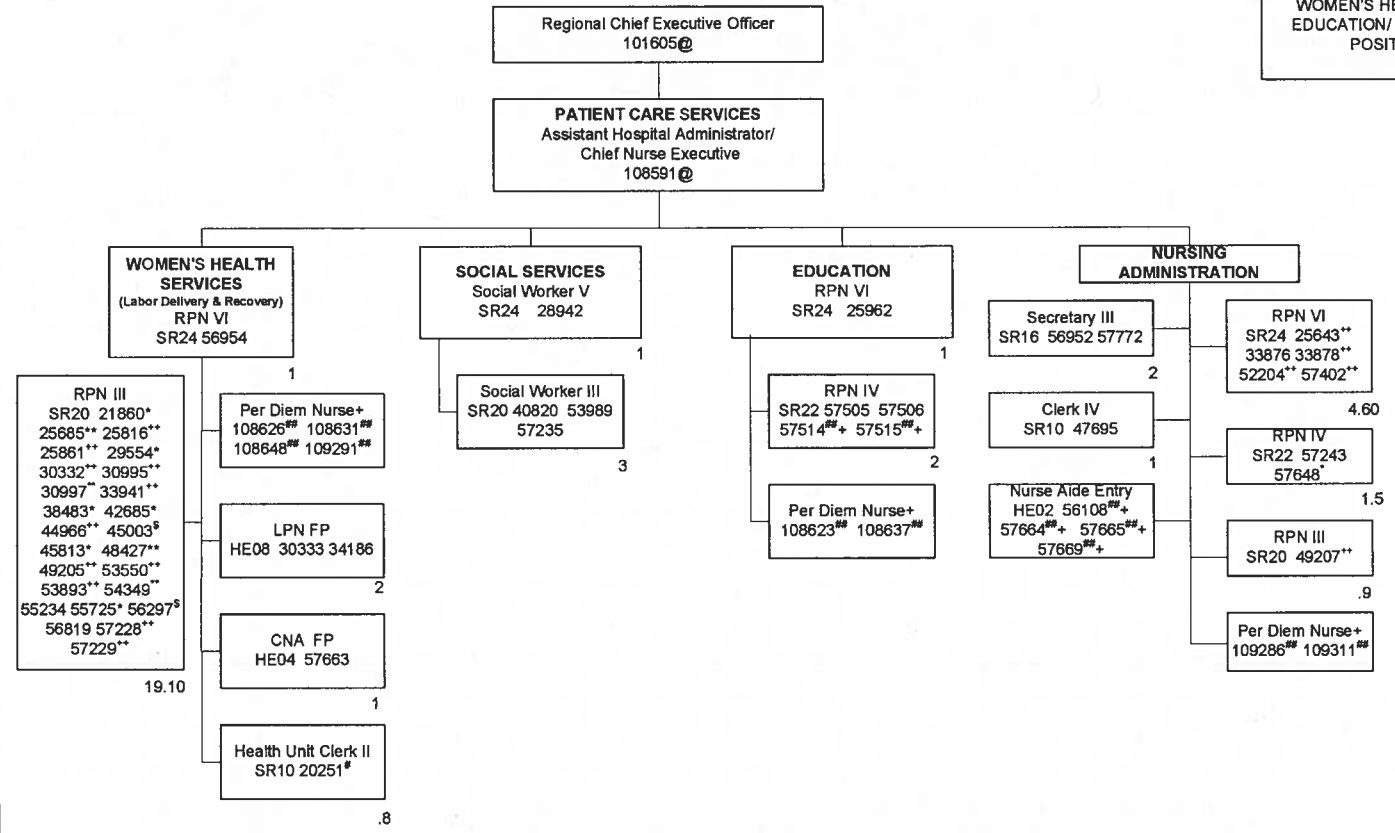 Regional Chief Executive Officer
101605@
WOMEN'S HE
EDUCATION/
POSIT
PATIENT CARE SERVICES
Assistant Hospital Administrator/
Chief Nurse Executive
108591@
WOMEN'S HEALTH
SERVICES
(Labor Delivery & Recovery)
RPN VI
SR24 56954
1
RPN III
SR20 21860*
25685** 25816++
25861++ 29554*
30332++ 30995++
30997** 33941++
38483* 42685*
44966++ 45003$
45813* 48427**
49205++ 53550++
53893++ 54349**
55234 55725* 56297$
56819 57228++
57229++
19.10
Per Diem Nurse+
108626## 108631##
108648## 109291##
LPN FP
HE08 30333 34186
2
CNA FP
HE04 57663
1
Health Unit Clerk II
SR10 20251#
.8
SOCIAL SERVICES
Social Worker V
SR24 28942
1
Social Worker III
SR20 40820 53989
57235
3
EDUCATION
RPN VI
SR24 25962
1
RPN IV
SR22 57505 57506
57514##+ 57515##+
2
Per Diem Nurse+
108623## 108637##
NURSING
ADMINISTRATION
Secretary III
SR16 56952 57772
2
Clerk IV
SR10 47695
1
Nurse Aide Entry
HE02 56108##+
57664##+ 57665##+
57669##+
RPN VI
SR24 25643++
33876 33878++
52204++ 57402++
4.60
RPN IV
SR22 57243
57648*
1.5
RPN III
SR20 49207++
.9
Per Diem Nurse+
109286## 109311##